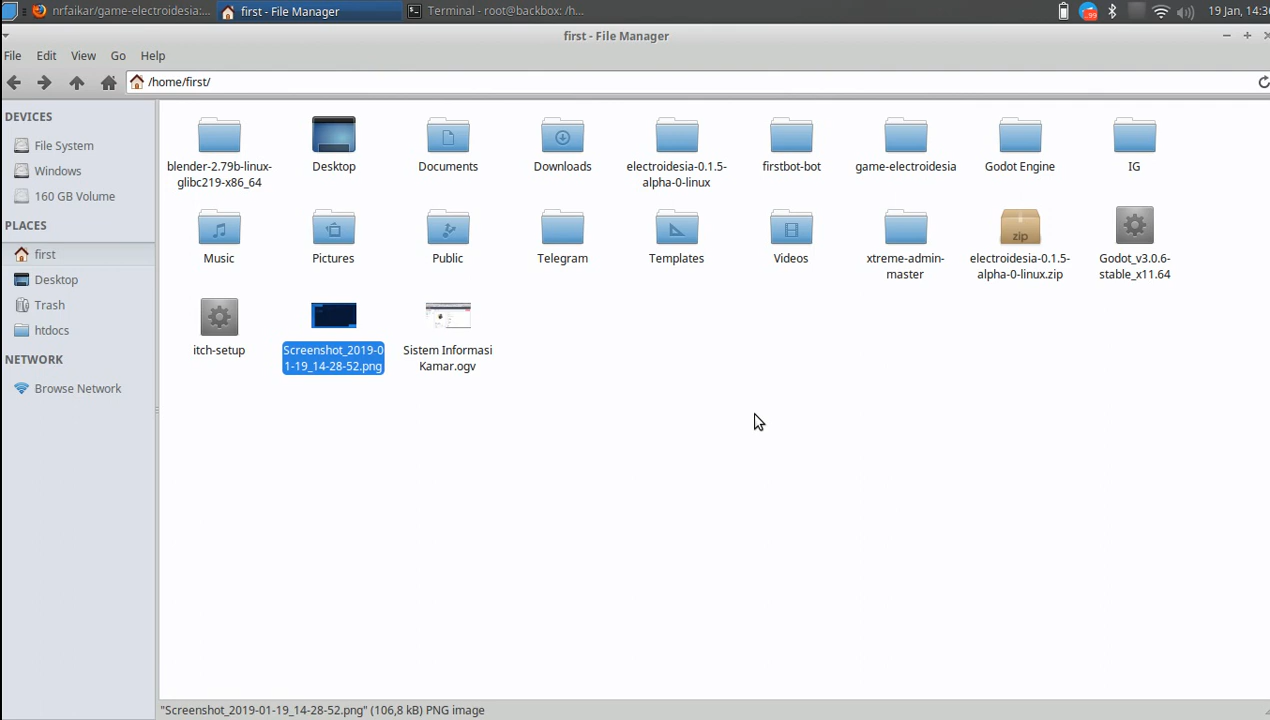 nrfaikar/game-electroidesia:...
first - File Manager
Terminal - root@backbox: /h...
99
19 Jan, 14:3
first - File Manager
File Edit View Go Help
/home/first/
DEVICES
File System
Windows
160 GB Volume
PLACES
first
Desktop
Trash
htdocs
NETWORK
Browse Network
blender-2.79b-linux-
glibc219-x86_64
Desktop
Documents
Downloads
electroidesia-0.1.5-
alpha-0-linux
firstbot-bot
game-electroidesia
Godot Engine
IG
Music
Pictures
Public
Telegram
Templates
Videos
xtreme-admin-
master
zip
electroidesia-0.1.5-
alpha-0-linux.zip
Godot_v3.0.6-
stable_x11.64
itch-setup
Screenshot_2019-0
1-19_14-28-52.png
Sistem Informasi
Kamar.ogv
"Screenshot_2019-01-19_14-28-52.png" (106,8 kB) PNG image